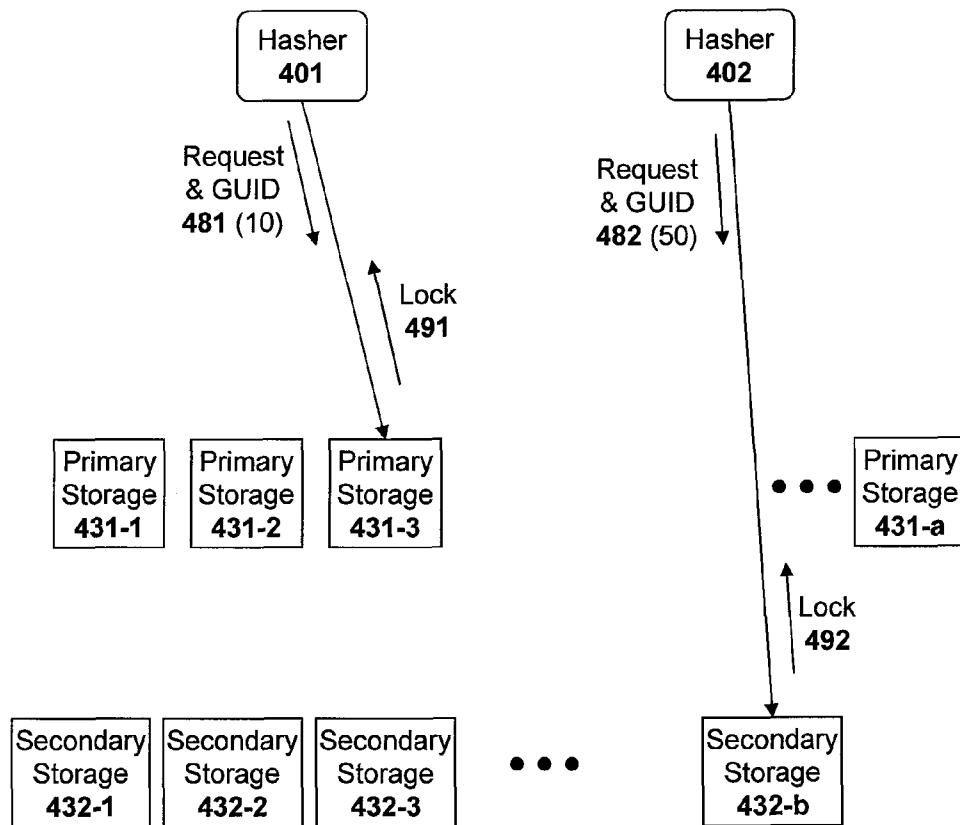 Hasher
401
Hasher
402
Request
& GUID
481 (10)
Request
& GUID
482 (50)
Lock
491
Primary
Storage
431-1
Primary
Storage
431-2
Primary
Storage
431-3
Primary
Storage
431-a
Lock
492
Secondary
Storage
432-1
Secondary
Storage
432-2
Secondary
Storage
432-3
Secondary
Storage
432-b